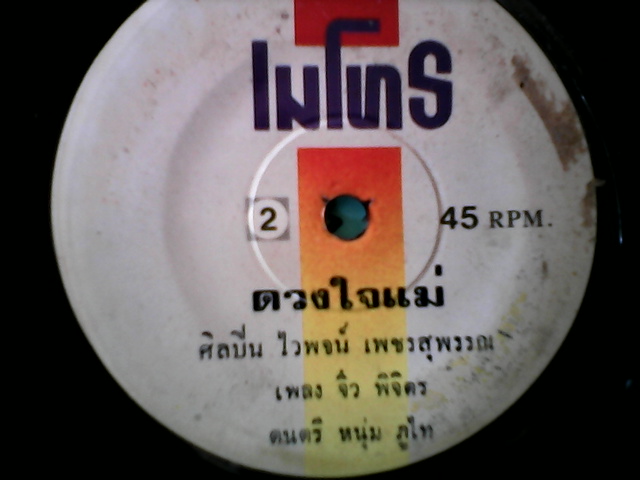 เมโทร
2
45 RPM.
ดวงใจแม่
ศิลปิน ไวพจน์ เพชรสุพรรณ
เพลง จิ๋ว พิจิตร
ดนตรี หนุ่ม ภูไท